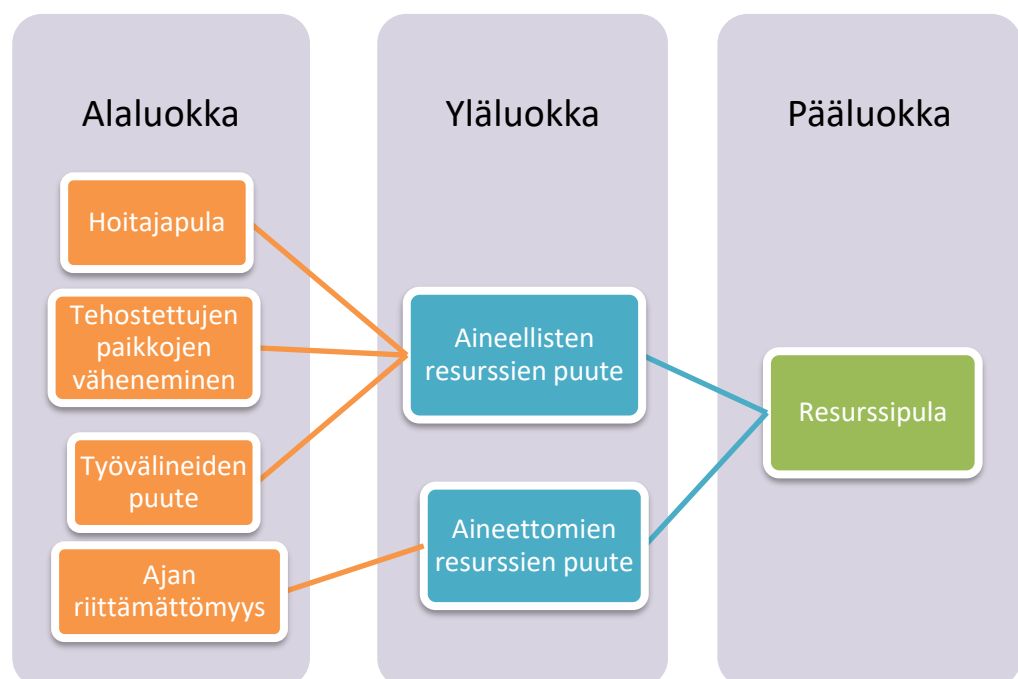 Alaluokka
Hoitajapula
Tehostettujen
paikkojen
väheneminen
Työvälineiden
puute
Ajan
riittämättömyys
Yläluokka
Aineellisten
resurssien puute
Aineettomien
resurssien puute
Pääluokka
Resurssipula